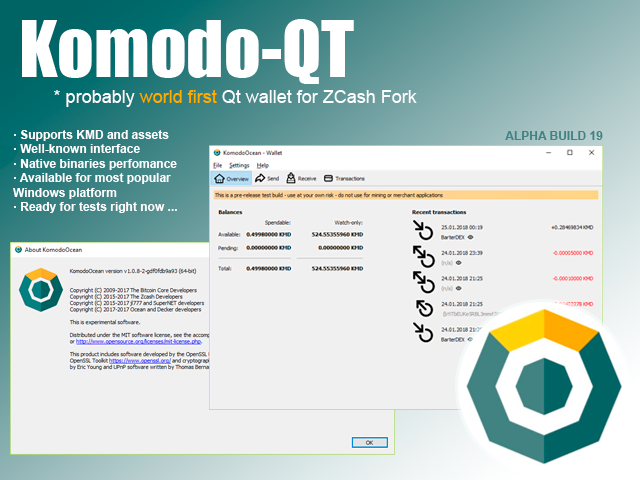 Komodo-QT
* probably world first Qt wallet for ZCash Fork
· Supports KMD and assets
· Well-known interface
· Native binaries perfomance
· Available for most popular
Windows platform
· Ready for tests right now ...
ALPHA BUILD 19
KomodoOcean - Wallet
File Settings Help
Overview Send Receive Transactions
This is a pre-release test build - use at your own risk - do not use for mining or merchant applications
Balances
Spendable: Watch-only:
Available: 0.49980000 KMD 524.55355960 KMD
Pending: 0.00000000 KMD 0.00000000 KMD
Total: 0.49980000 KMD 524.55355960 KMD
Recent transactions
25.01.2018 00:19 +0.28469834 KMD
BarterDEX
24.01.2018 23:39 -0.00005000 KMD
(n/a)
24.01.2018 21:25 -0.00010000 KMD
(n/a)
24.01.2018 21:25
24.01.2018
BarterDEX
About KomodoOcean
KomodoOcean version v1.0.8-2-gdf0fdb9a93 (64-bit)
Copyright (C) 2009-2017 The Bitcoin Core Developers
Copyright (C) 2015-2017 The Zcash Developers
Copyright (C) 2015-2017 jl777 and SuperNET developers
Copyright (C) 2017-2017 Ocean and Decker developers
This is experimental software.
Distributed under the MIT software license, see the accomp
or http://www.opensource.org/licenses/mit-license.php.
This product includes software developed by the OpenSSL
OpenSSL Toolkit https://www.openssl.org/ and cryptograp
by Eric Young and UPnP software written by Thomas Berna
OK